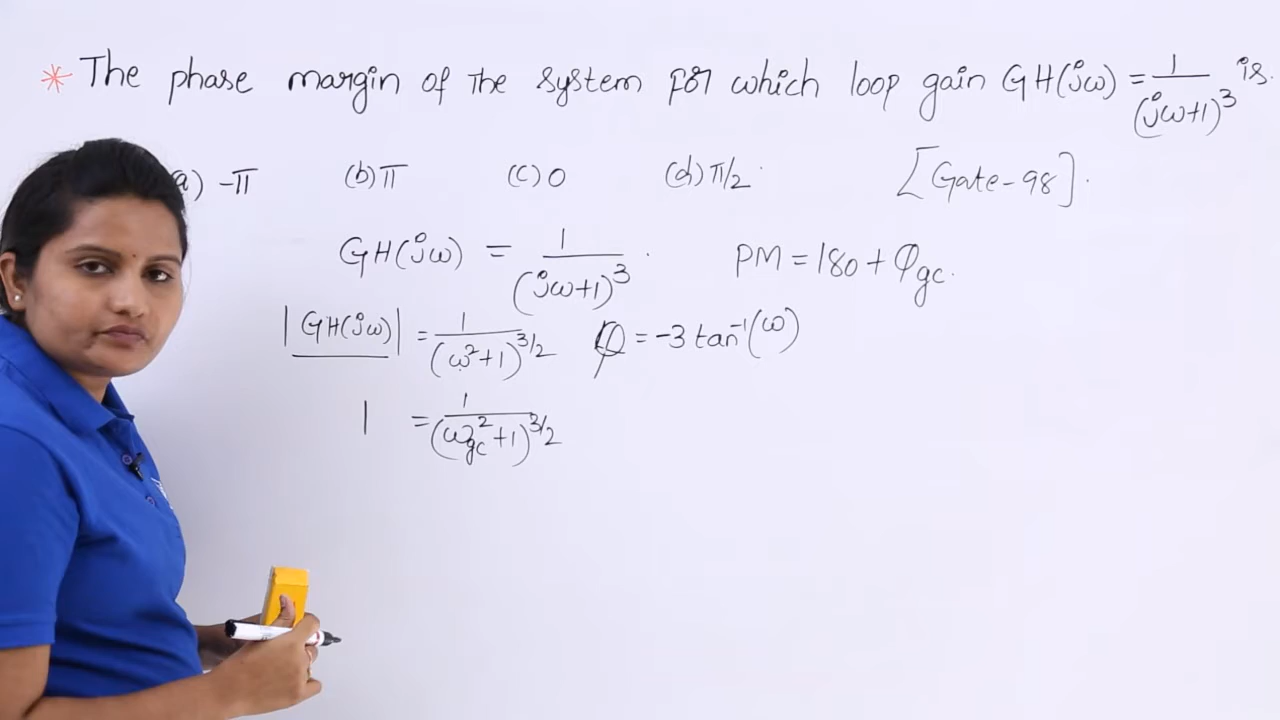 * The phase margin of the system for which loop gain GH(jω) = 1/(jω+1)³ is.
a) -π (b) π (c) 0 (d) π/2. [Gate-98].
GH(jω) = 1/(jω+1)³. PM = 180 + φgc.
|GH(jω)| = 1/(ω²+1)^3/2 φ = -3 tan⁻¹(ω)
1 = 1/(ωgc²+1)^3/2